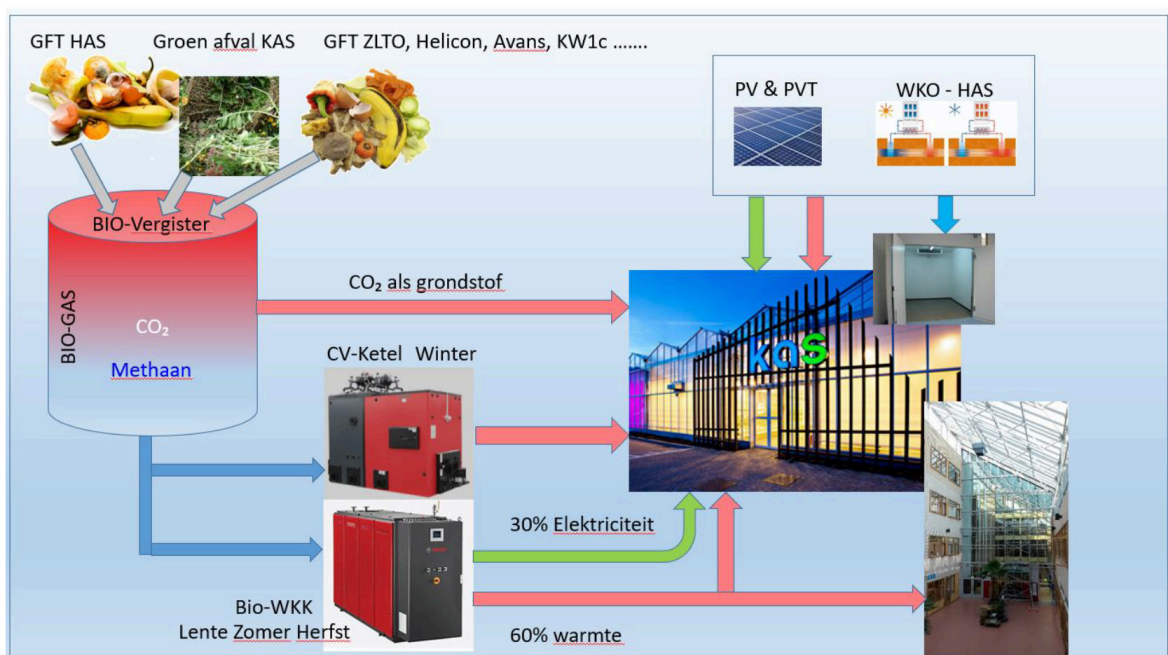 GFT HAS
Groen afval KAS
GFT ZLTO, Helicon, Avans, KW1c .......
PV & PVT
WKO - HAS
BIO-Vergister
BIO-GAS
CO₂
Methaan
CO₂ als grondstof
kas
CV-Ketel Winter
30% Elektriciteit
Bio-WKK
Lente Zomer Herfst
60% warmte